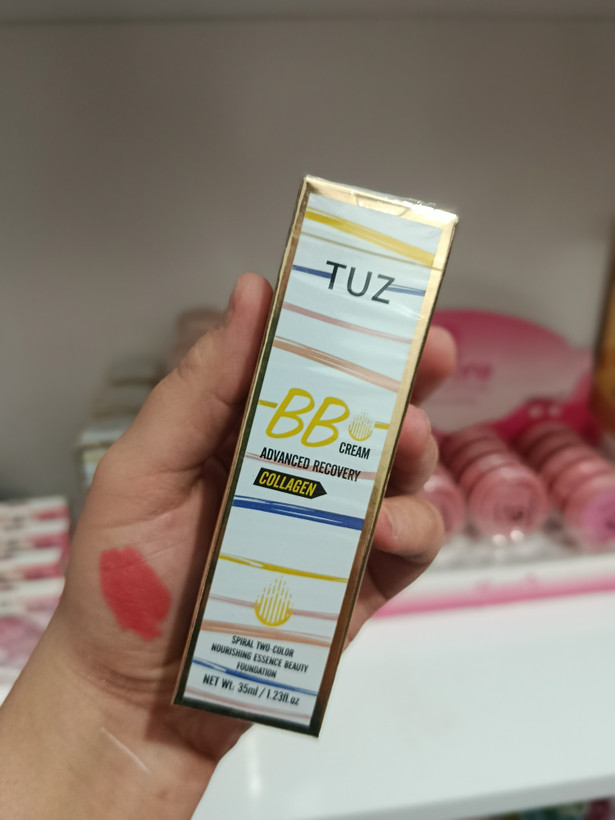 TUZ
BB
CREAM
ADVANCED RECOVERY
COLLAGEN
SPIRAL TWO-COLOR
NOURISHING ESSENCE BEAUTY
FOUNDATION
NET Wt. 35ml / 1.23fl.oz